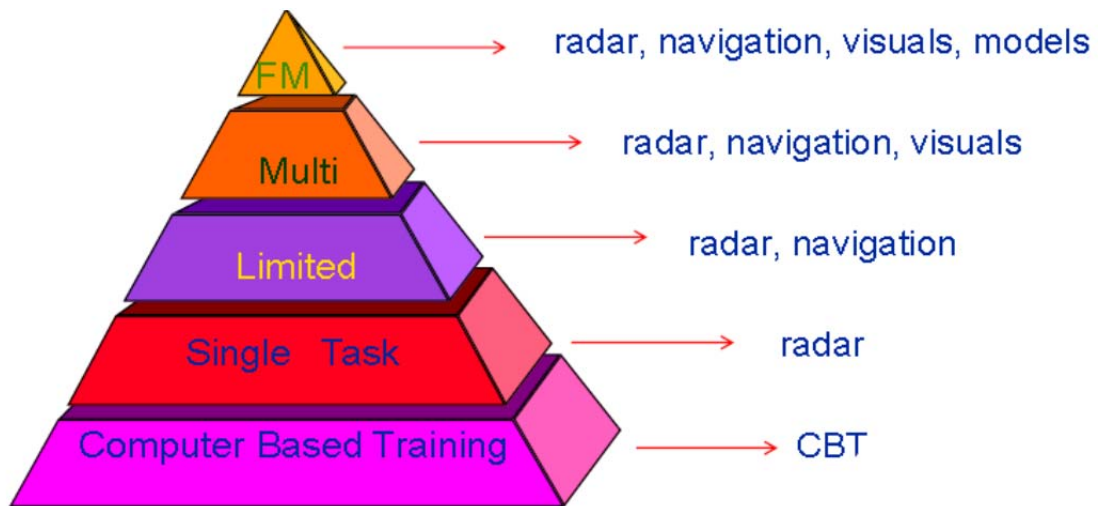 FM
radar, navigation, visuals, models
Multi
radar, navigation, visuals
Limited
radar, navigation
Single Task
radar
Computer Based Training
CBT